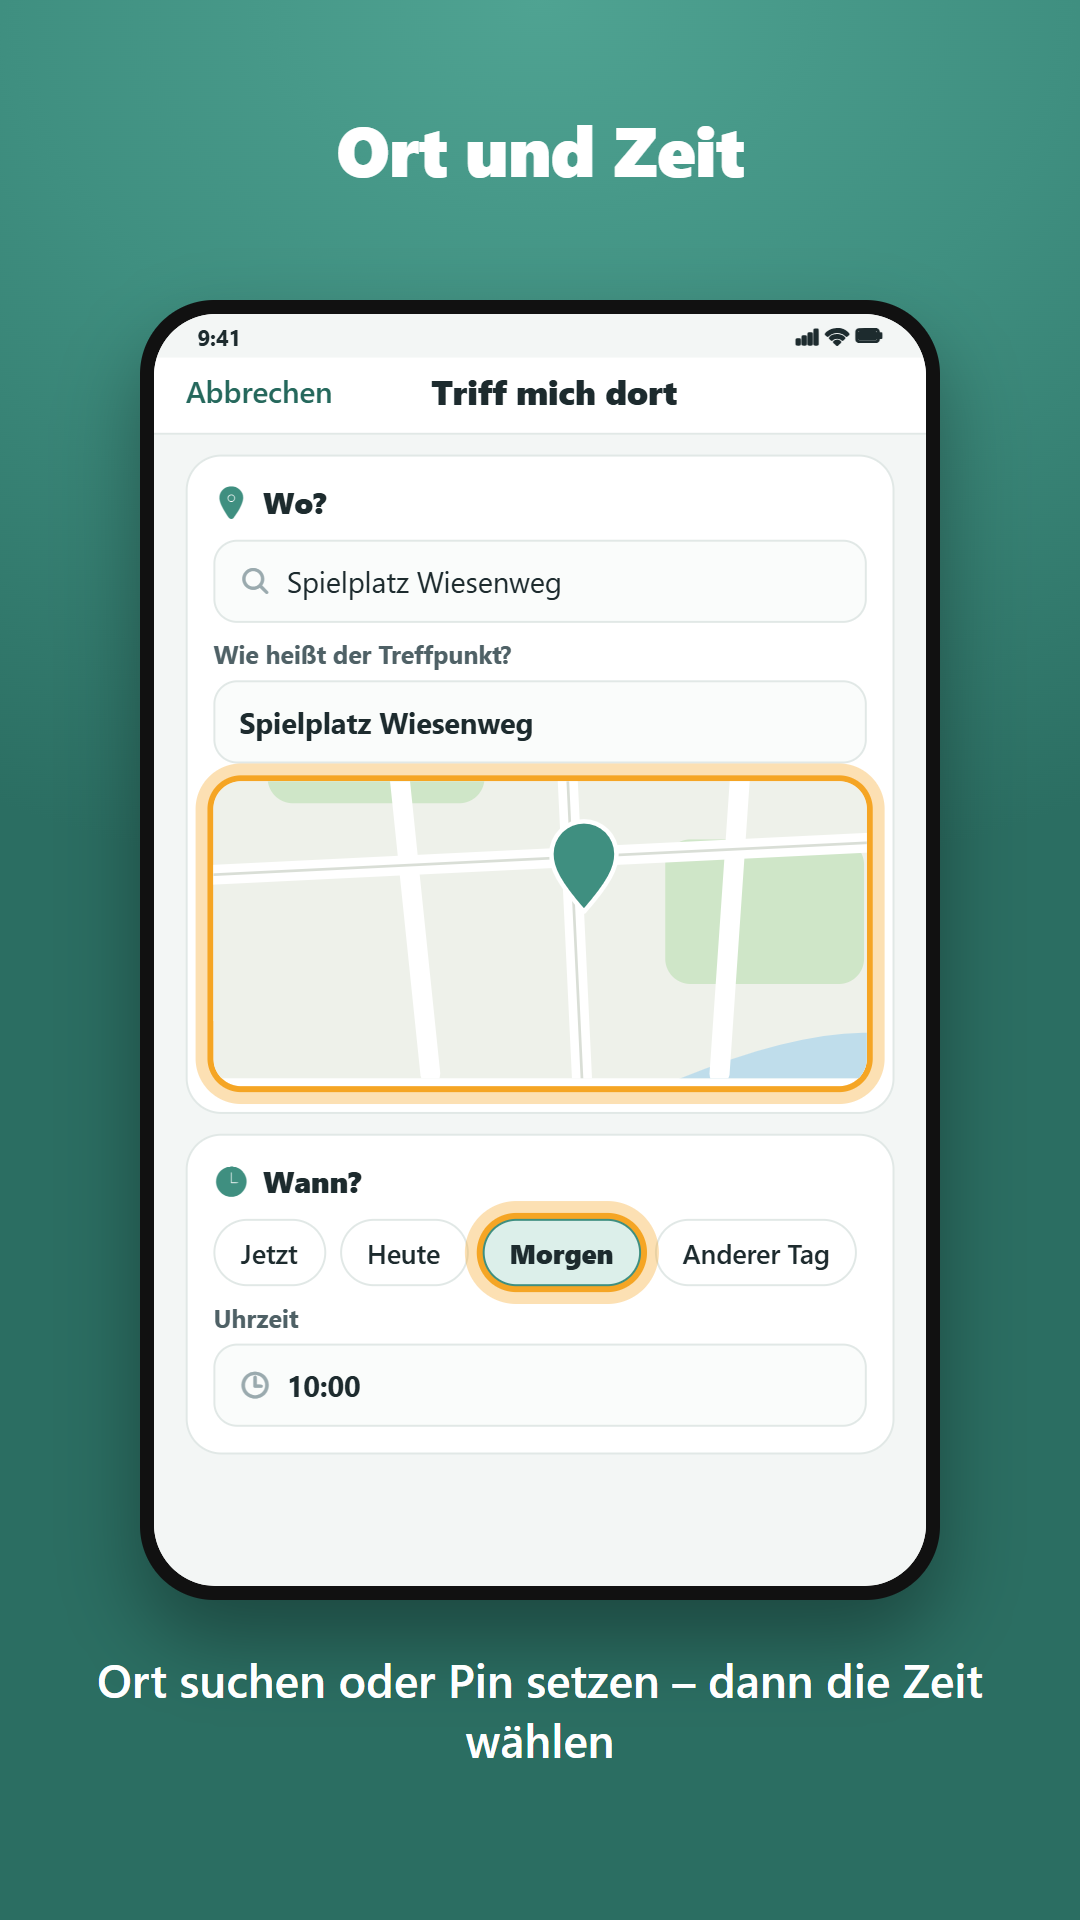 Ort und Zeit
9:41
Abbrechen
Triff mich dort
Wo?
Spielplatz Wiesenweg
Wie heißt der Treffpunkt?
Spielplatz Wiesenweg
Wann?
Jetzt
Heute
Morgen
Anderer Tag
Uhrzeit
10:00
Ort suchen oder Pin setzen – dann die Zeit
wählen